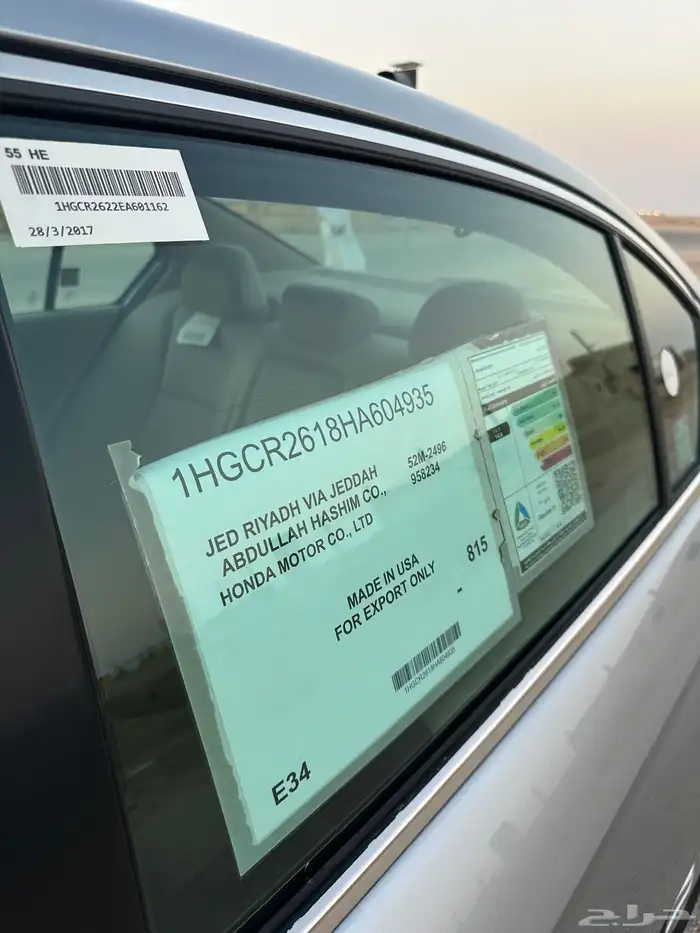 55 HE
1HGCR2622EA601162
28/3/2017
1HGCR2618HA604935
JED RIYADH VIA JEDDAH 52M-2496
ABDULLAH HASHIM CO., 958234
HONDA MOTOR CO., LTD
MADE IN USA 815
FOR EXPORT ONLY
-
1HGCR2618HA604935
E34
حراج